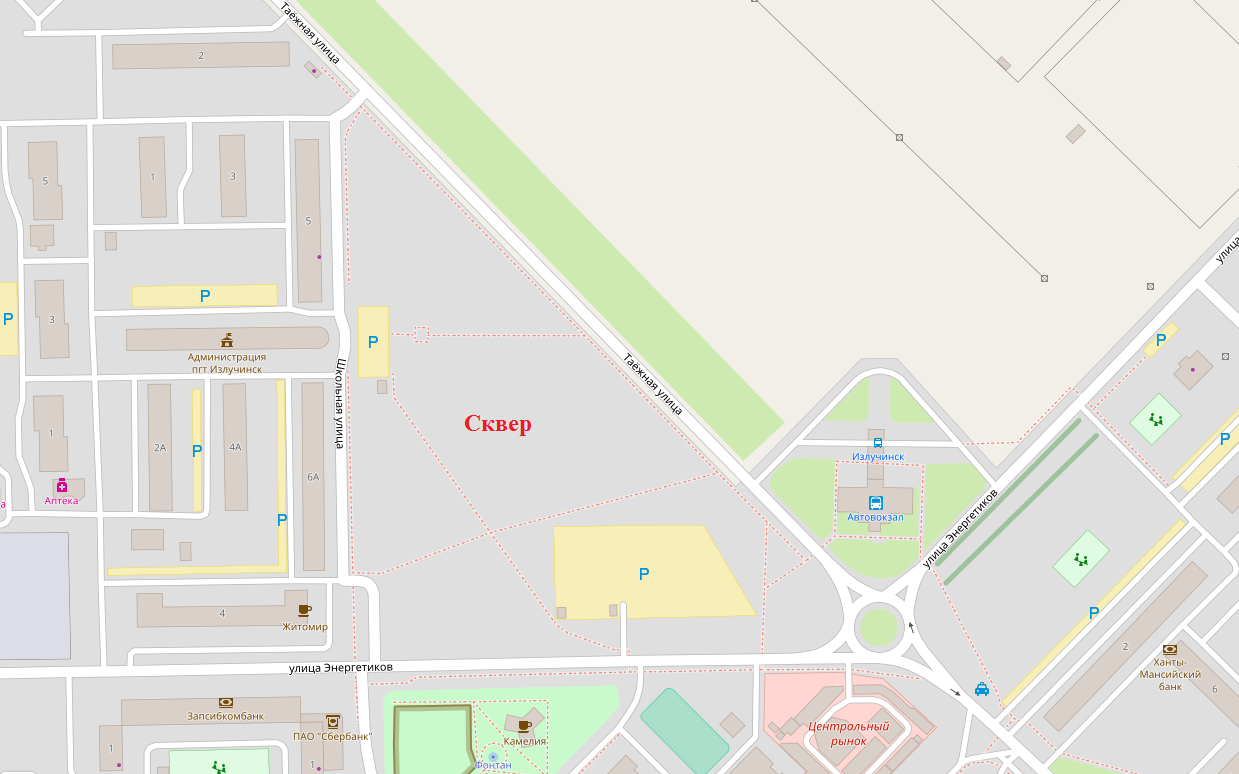 Таёжная улица
2
5
1
3
5
P
P
3
Администрация
пгт Излучинск
P
Школьная улица
Таёжная улица
улица
P
1
2А
P
4А
6А
Сквер
Излучинск
P
Аптека
а
P
Автовокзал
улица Энергетиков
P
4
Житомир
P
2
Ханты-
Мансийский
банк
6
улица Энергетиков
Запсибкомбанк
ПАО "Сбербанк"
1
1
Камелия
Фонтан
Центральный
рынок